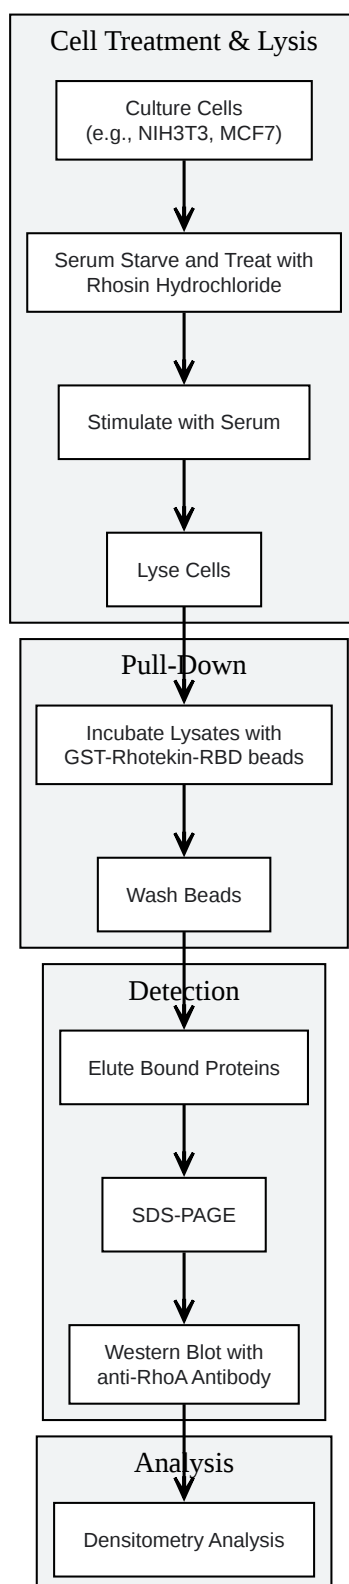 Cell Treatment & Lysis
Culture Cells
(e.g., NIH3T3, MCF7)
Serum Starve and Treat with
Rhosin Hydrochloride
Stimulate with Serum
Lyse Cells
Pull-Down
Incubate Lysates with
GST-Rhotekin-RBD beads
Wash Beads
Detection
Elute Bound Proteins
SDS-PAGE
Western Blot with
anti-RhoA Antibody
Analysis
Densitometry Analysis